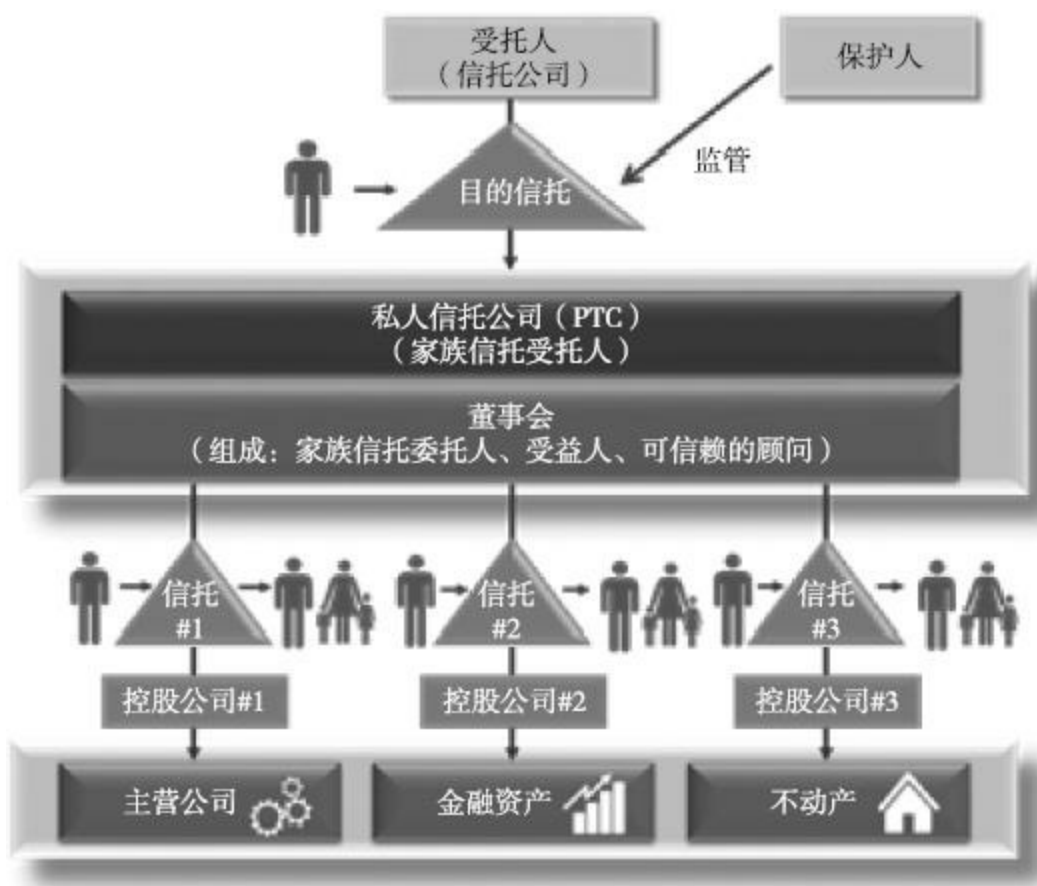 受托人
（信托公司）
保护人
监管
目的信托
私人信托公司（PTC）
（家族信托受托人）
董事会
（组成：家族信托委托人、受益人、可信赖的顾问）
信托
#1
信托
#2
信托
#3
控股公司#1
控股公司#2
控股公司#3
主营公司
金融资产
不动产